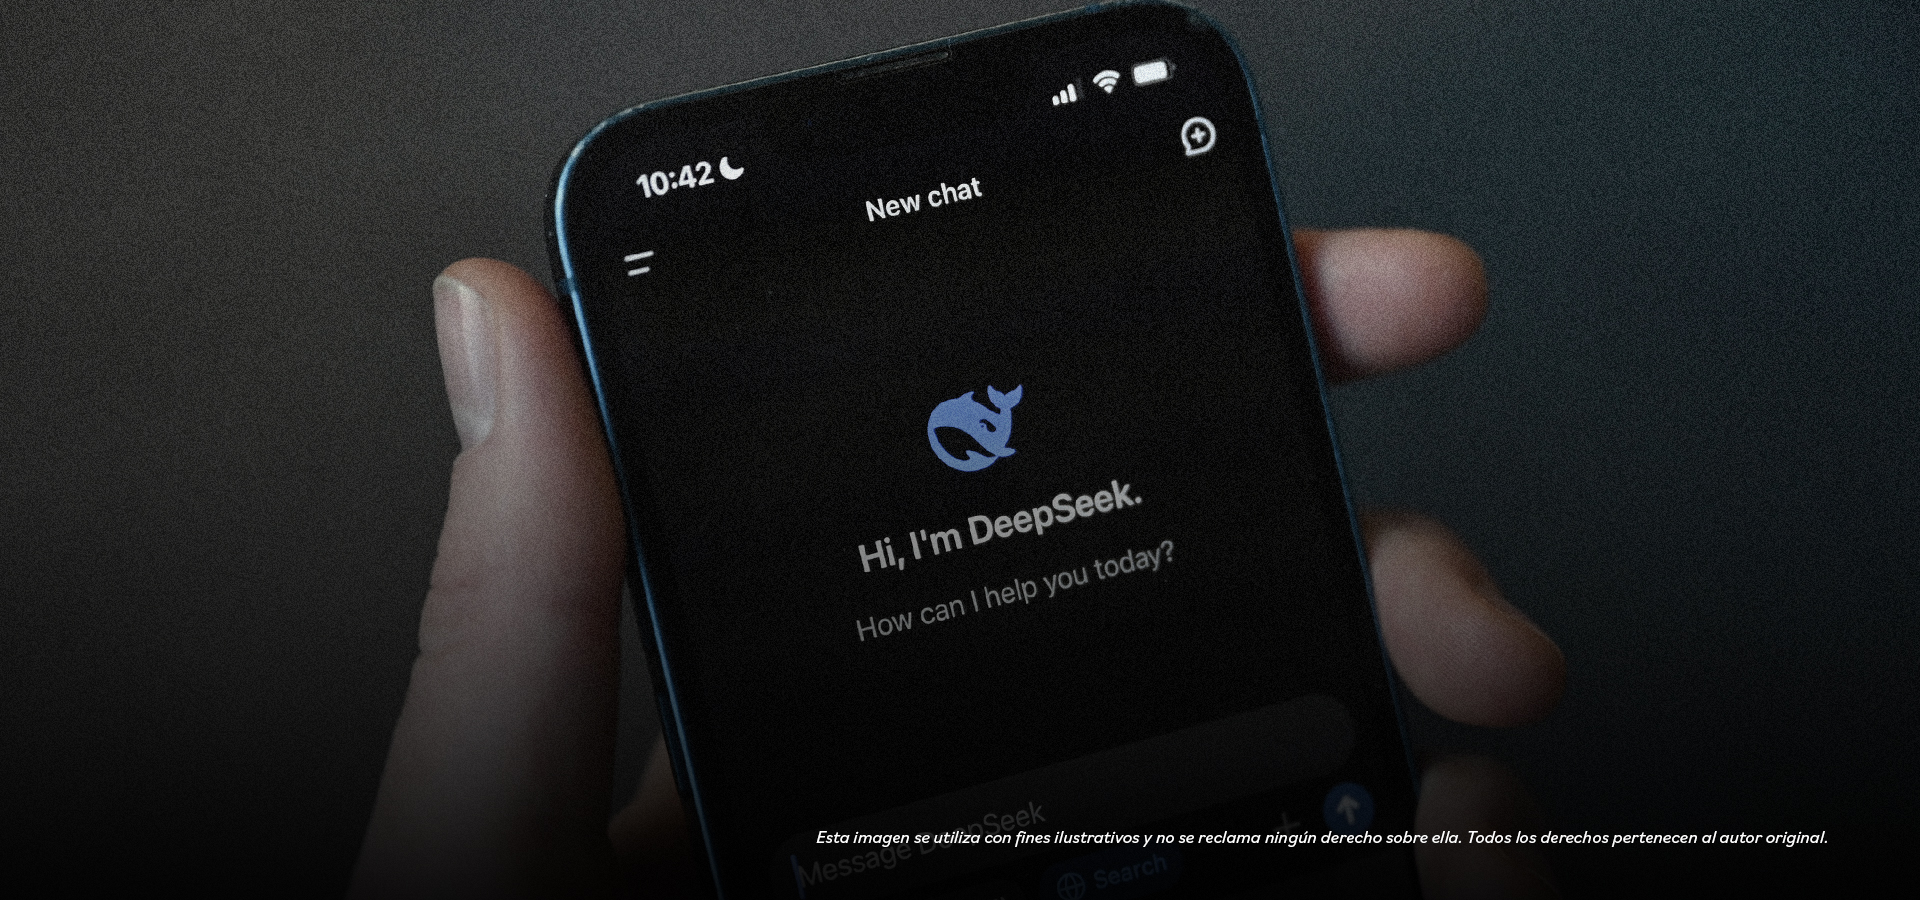 10:42
New chat
Hi, I'm DeepSeek.
How can I help you today?
Message DeepSeek
Search
Esta imagen se utiliza con fines ilustrativos y no se reclama ningún derecho sobre ella. Todos los derechos pertenecen al autor original.